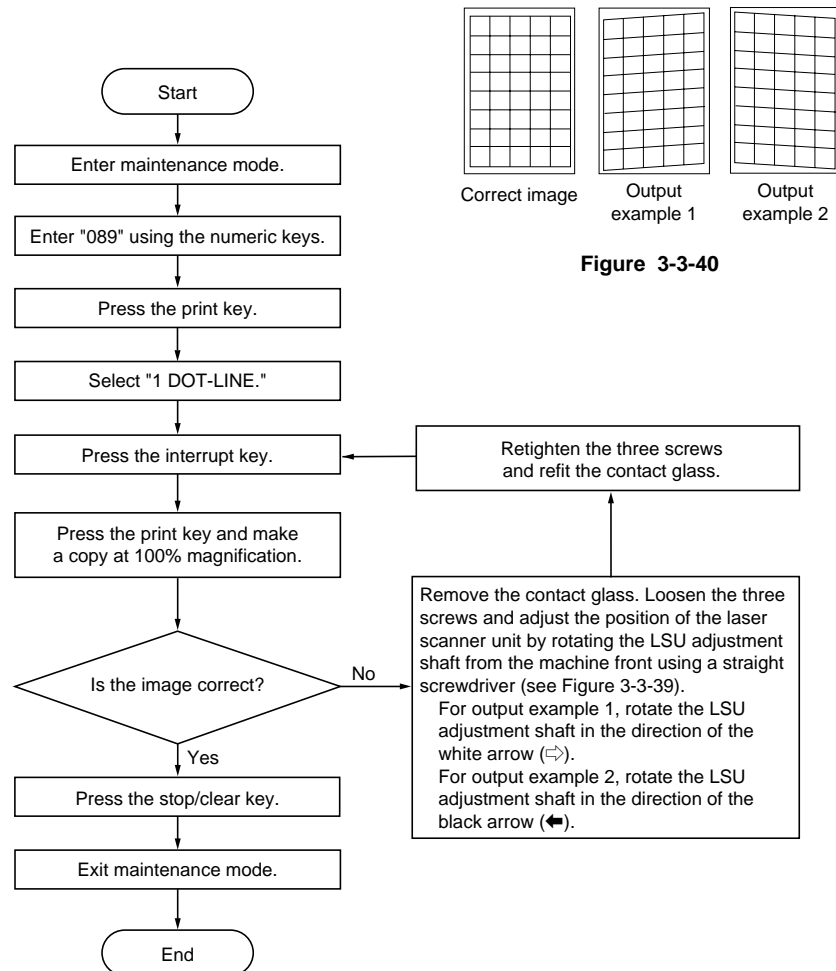 Start
Enter maintenance mode.
Enter "089" using the numeric keys.
Press the print key.
Select "1 DOT-LINE."
Press the interrupt key.
Press the print key and make
a copy at 100% magnification.
Is the image correct?
No
Yes
Press the stop/clear key.
Exit maintenance mode.
End
Correct image
Output
example 1
Output
example 2
Figure 3-3-40
Retighten the three screws
and refit the contact glass.
Remove the contact glass. Loosen the three
screws and adjust the position of the laser
scanner unit by rotating the LSU adjustment
shaft from the machine front using a straight
screwdriver (see Figure 3-3-39).
For output example 1, rotate the LSU
adjustment shaft in the direction of the
white arrow (⇨).
For output example 2, rotate the LSU
adjustment shaft in the direction of the
black arrow (⬅).